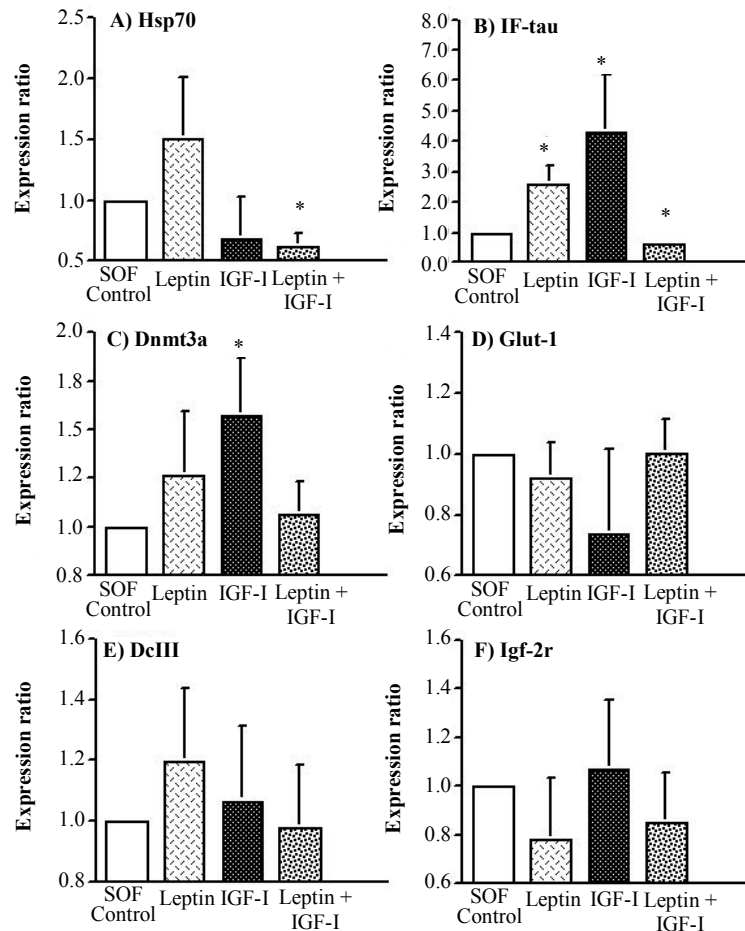 A) Hsp70
Expression ratio
2.5
2.0
1.5
1.0
0.5
*
SOF
Control
Leptin
IGF-I
Leptin +
IGF-I
B) IF-tau
Expression ratio
8.0
6.0
4.0
3.0
2.0
1.0
0.0
*
*
*
SOF
Control
Leptin
IGF-I
Leptin +
IGF-I
C) Dnmt3a
Expression ratio
2.0
1.8
1.5
1.2
1.0
0.8
*
SOF
Control
Leptin
IGF-I
Leptin +
IGF-I
D) Glut-1
Expression ratio
1.4
1.2
1.0
0.8
0.6
SOF
Control
Leptin
IGF-I
Leptin +
IGF-I
E) DcIII
Expression ratio
1.6
1.4
1.2
1.0
0.8
SOF
Control
Leptin
IGF-I
Leptin +
IGF-I
F) Igf-2r
Expression ratio
1.6
1.4
1.2
1.0
0.8
0.6
SOF
Control
Leptin
IGF-I
Leptin +
IGF-I